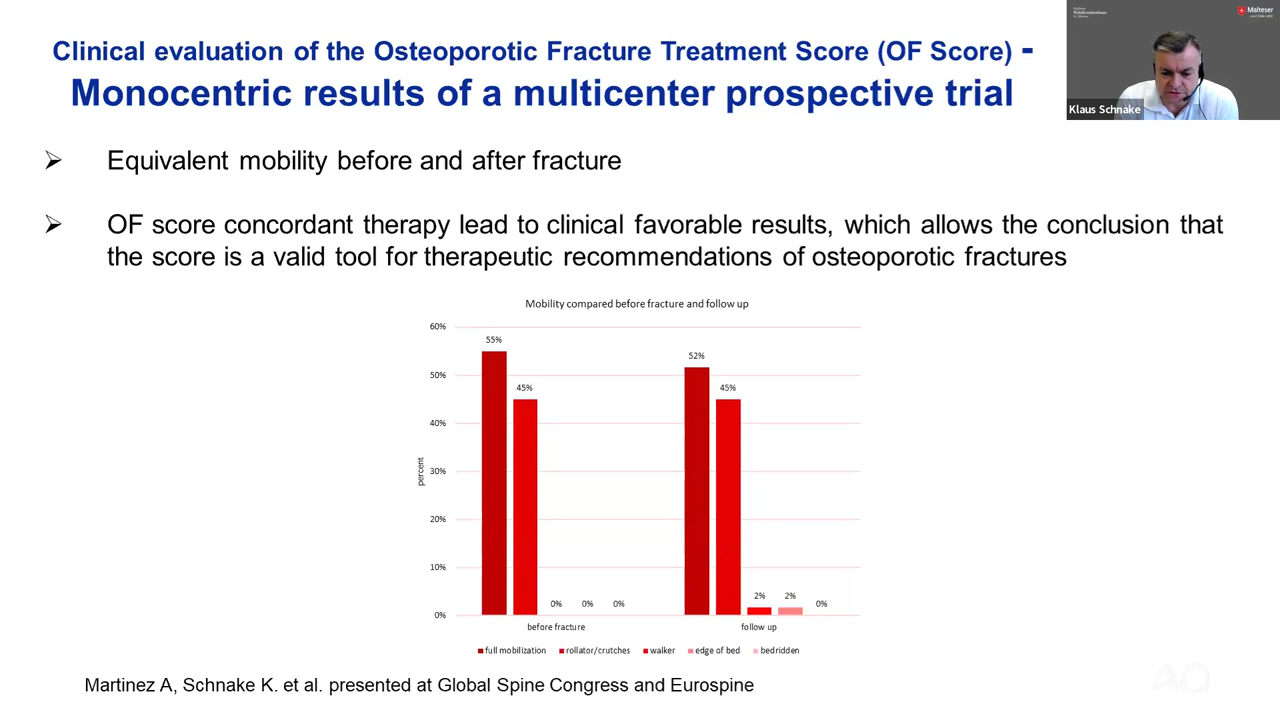 Clinical evaluation of the Osteoporotic Fracture Treatment Score (OF Score) -
Monocentric results of a multicenter prospective trial
Malteser
Klaus Schnake
➢ Equivalent mobility before and after fracture
➢ OF score concordant therapy lead to clinical favorable results, which allows the conclusion that
the score is a valid tool for therapeutic recommendations of osteoporotic fractures
Mobility compared before fracture and follow up
percent
60%
50%
40%
30%
20%
10%
0%
55%
45%
0%
0%
0%
52%
45%
2%
2%
0%
before fracture
follow up
full mobilization
rollator/crutches
walker
edge of bed
bedridden
Martinez A, Schnake K. et al. presented at Global Spine Congress and Eurospine
AO